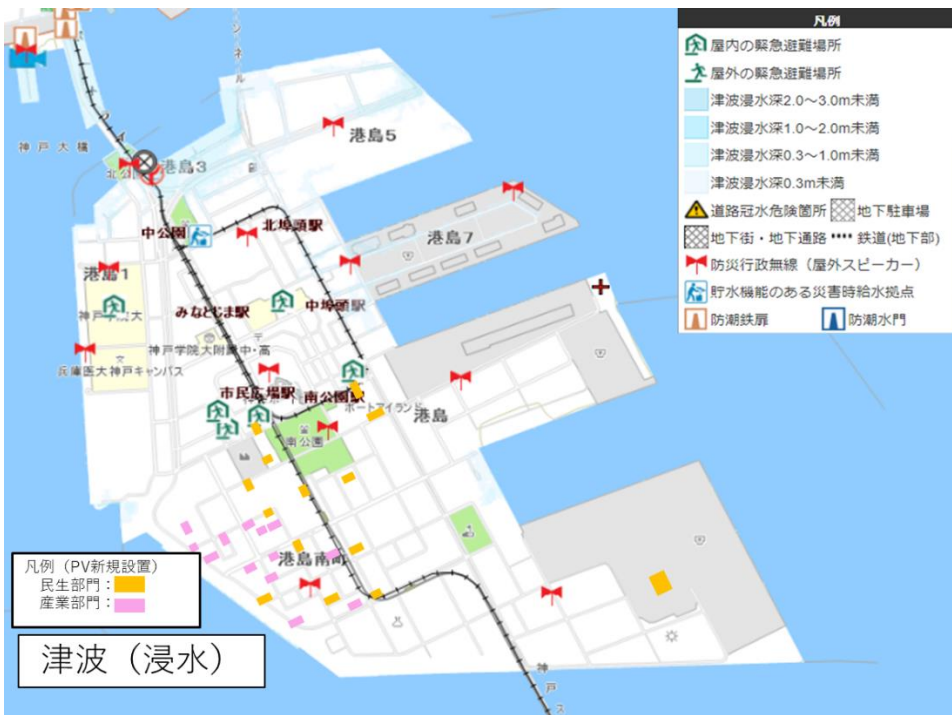 凡例
屋内の緊急避難場所
屋外の緊急避難場所
津波浸水深2.0～3.0m未満
津波浸水深1.0～2.0m未満
津波浸水深0.3～1.0m未満
津波浸水深0.3m未満
道路冠水危険箇所 地下駐車場
地下街・地下通路 鉄道(地下部)
防災行政無線（屋外スピーカー）
貯水機能のある災害時給水拠点
防潮鉄扉 防潮水門
神戸大橋
港島3
港島5
中公園
北埠頭駅
港島7
港島1
みなとじま駅
中埠頭駅
神戸学院大
神戸学院大附属中・高
兵庫医大神戸キャンパス
市民広場駅
南公園駅
ポートアイランド
港島
南公園
港島南町
凡例（PV新規設置）
民生部門：
産業部門：
津波（浸水）